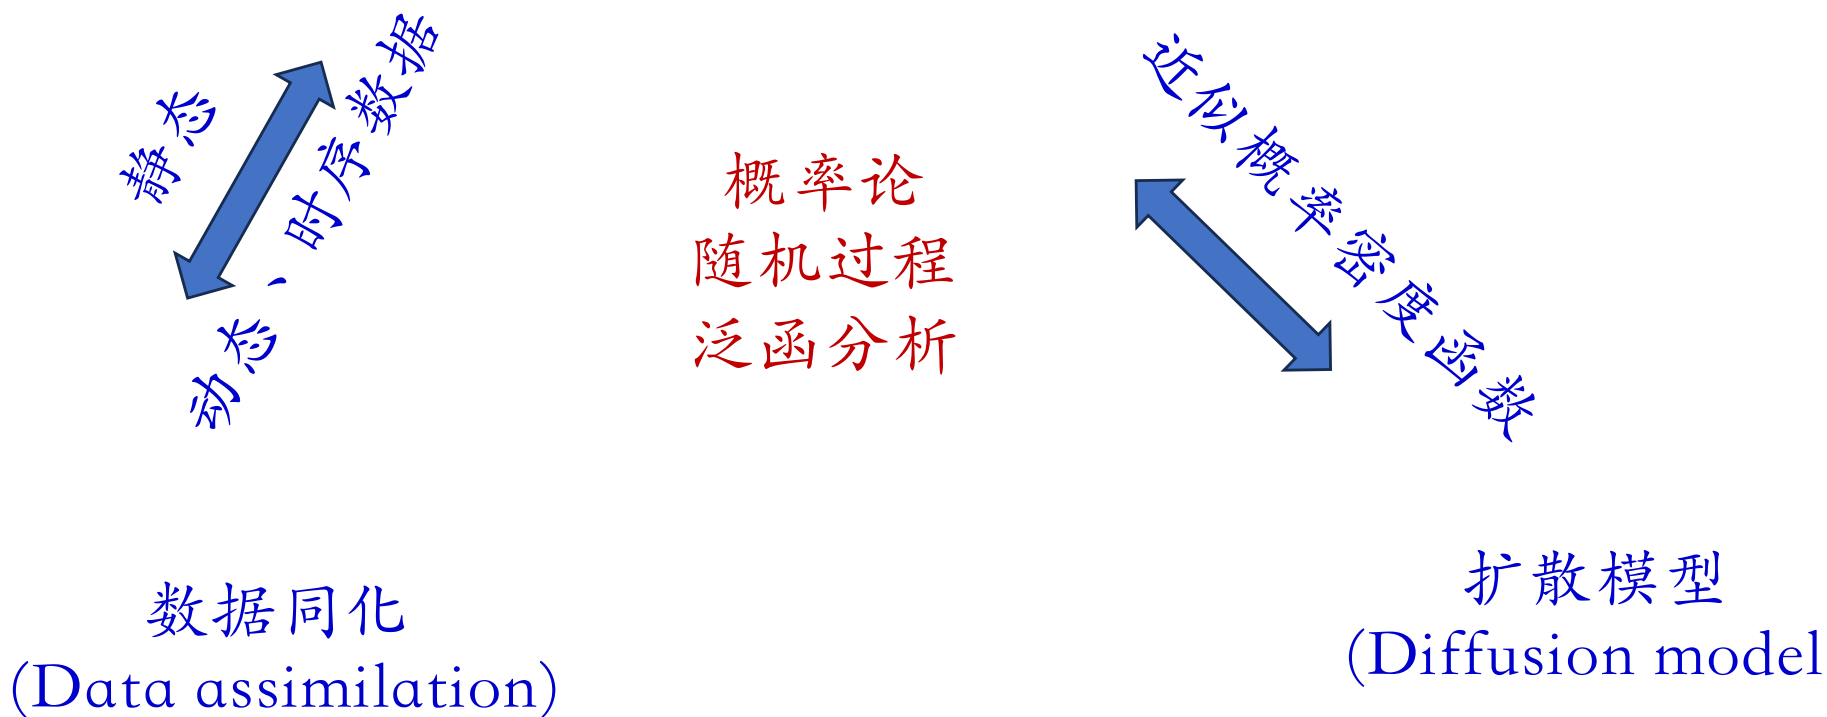 静态
动态、时序数据
概率论
随机过程
泛函分析
近似概率密度函数
数据同化
(Data assimilation)
扩散模型
(Diffusion model